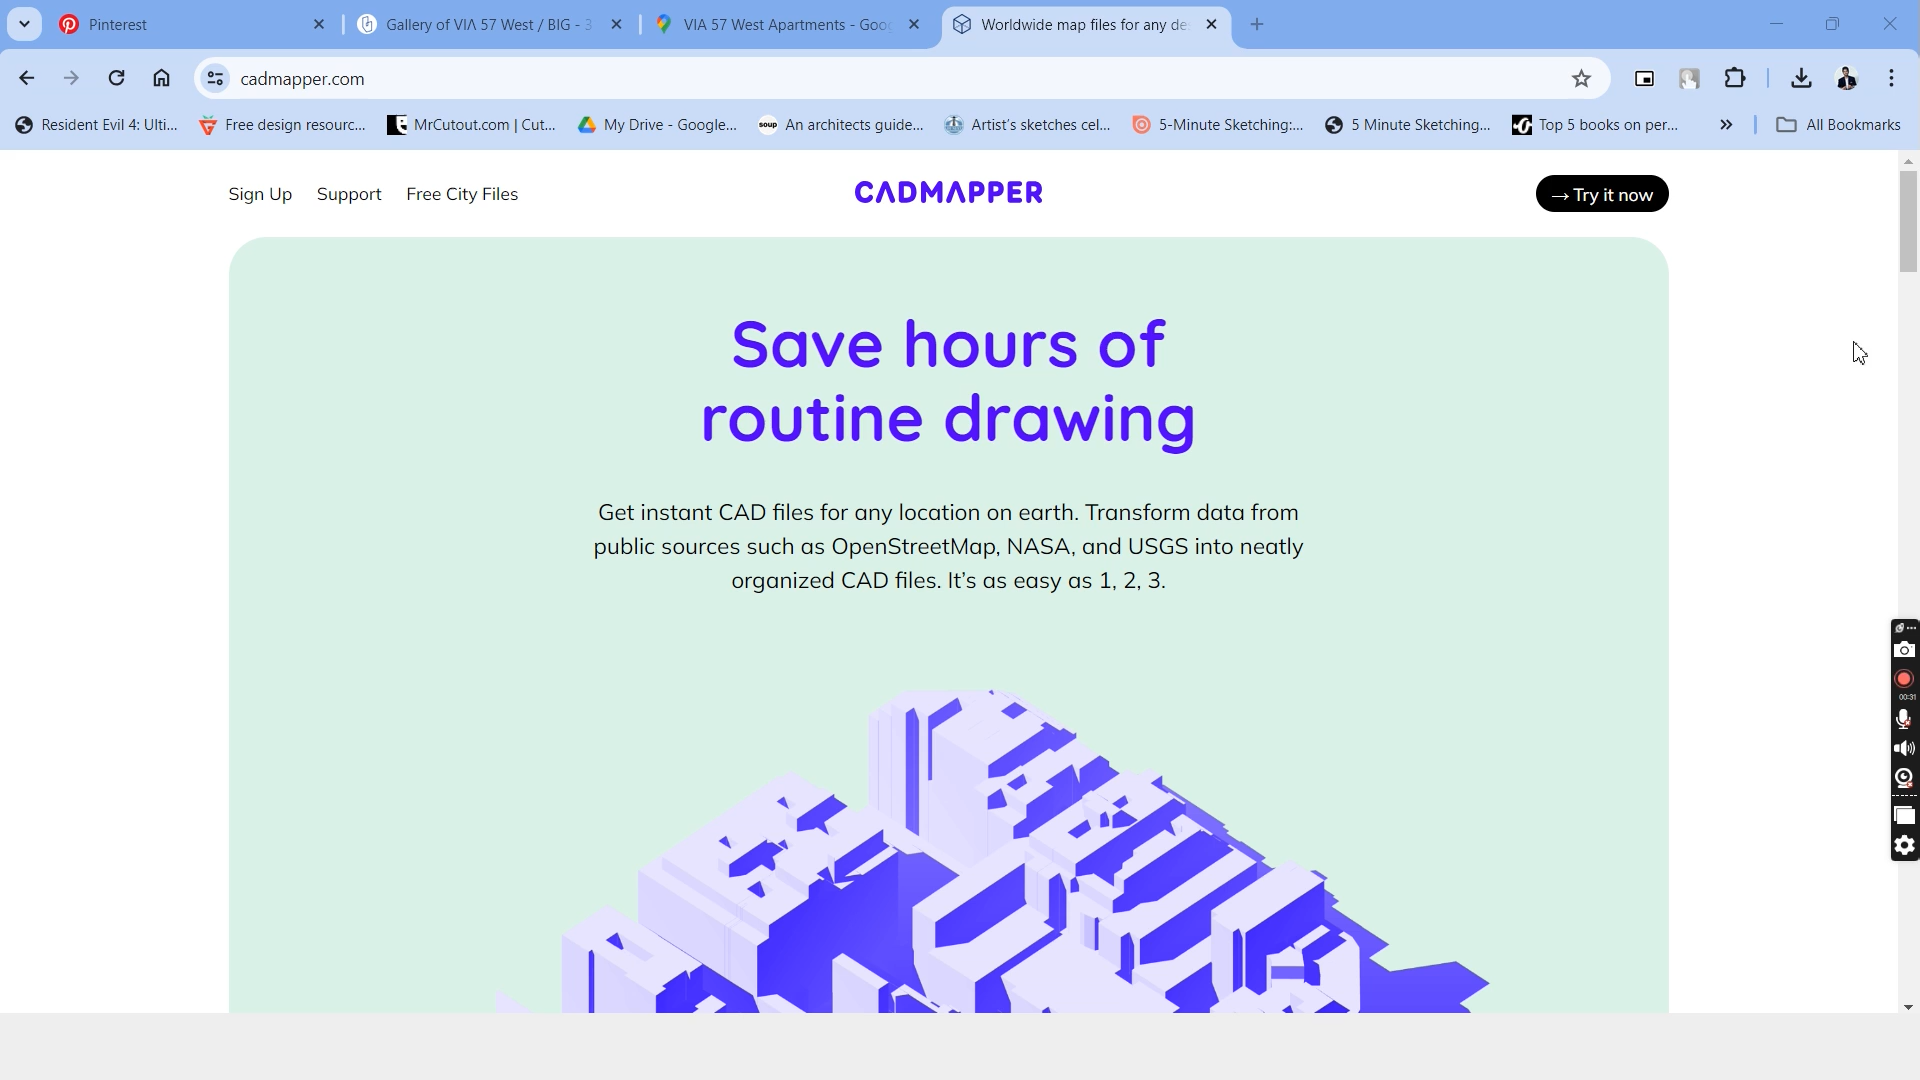 Pinterest
Gallery of VIA 57 West / BIG - 3
VIA 57 West Apartments - Goo
Worldwide map files for any de
cadmapper.com
Resident Evil 4: Ulti...
Free design resourc...
MrCutout.com | Cut...
My Drive - Google...
soup
An architects guide...
Artist's sketches cel...
5-Minute Sketching:...
5 Minute Sketching...
Top 5 books on per...
All Bookmarks
Sign Up
Support
Free City Files
CADMAPPER
→ Try it now
Save hours of
routine drawing
Get instant CAD files for any location on earth. Transform data from
public sources such as OpenStreetMap, NASA, and USGS into neatly
organized CAD files. It's as easy as 1, 2, 3.
00:31